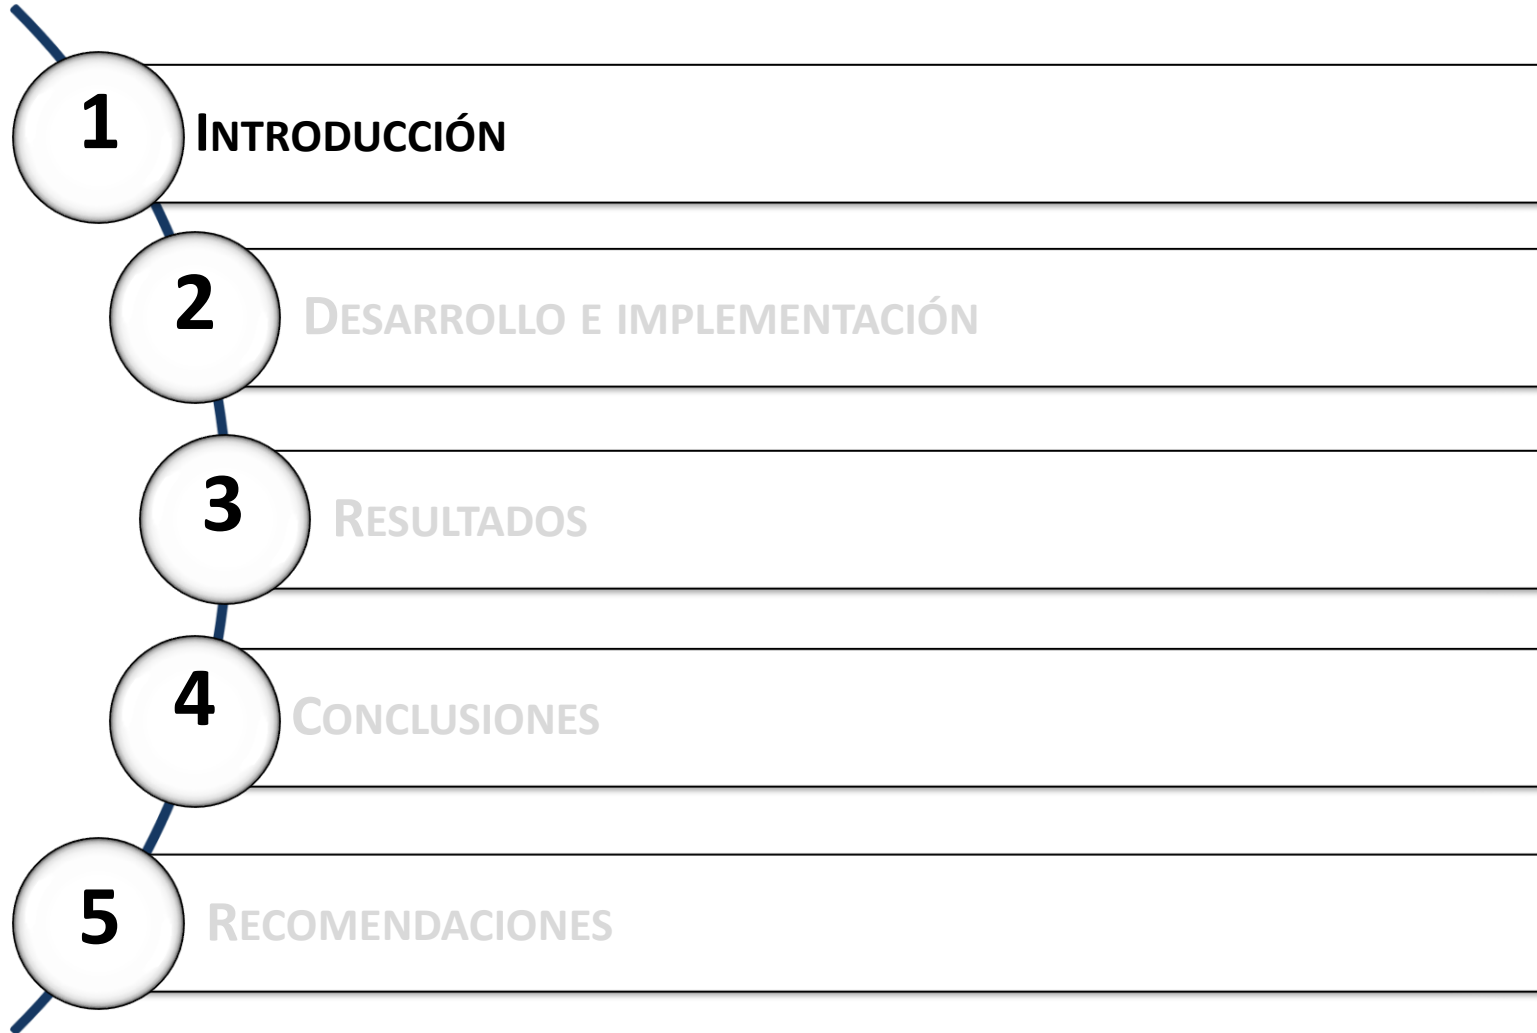 1 INTRODUCCIÓN
2 DESARROLLO E IMPLEMENTACIÓN
3 RESULTADOS
4 CONCLUSIONES
5 RECOMENDACIONES